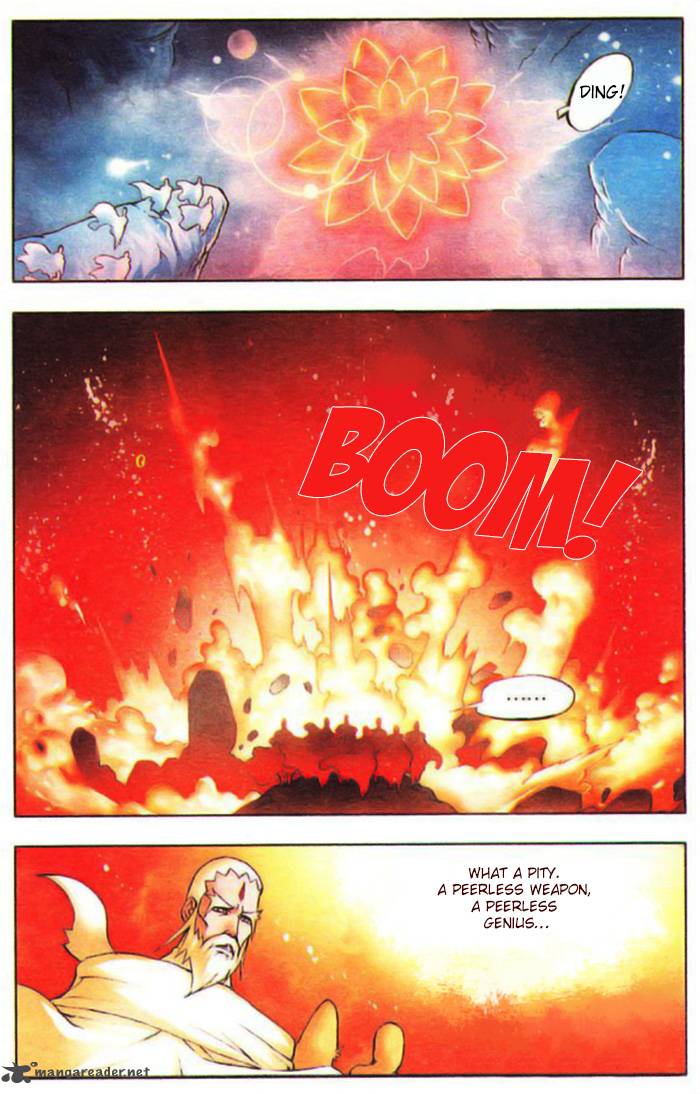 DING!
BOOM!
......
WHAT A PITY.
A PEERLESS WEAPON,
A PEERLESS
GENIUS...
mangareader.net